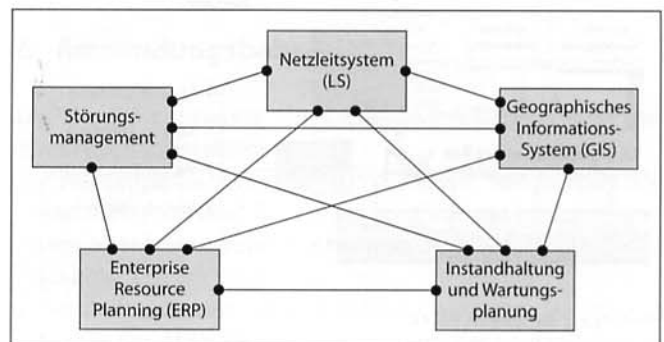 Netzleitsystem
(LS)
Störungs-
management
Geographisches
Informations-
System (GIS)
Enterprise
Resource
Planning (ERP)
Instandhaltung
und Wartungs-
planung